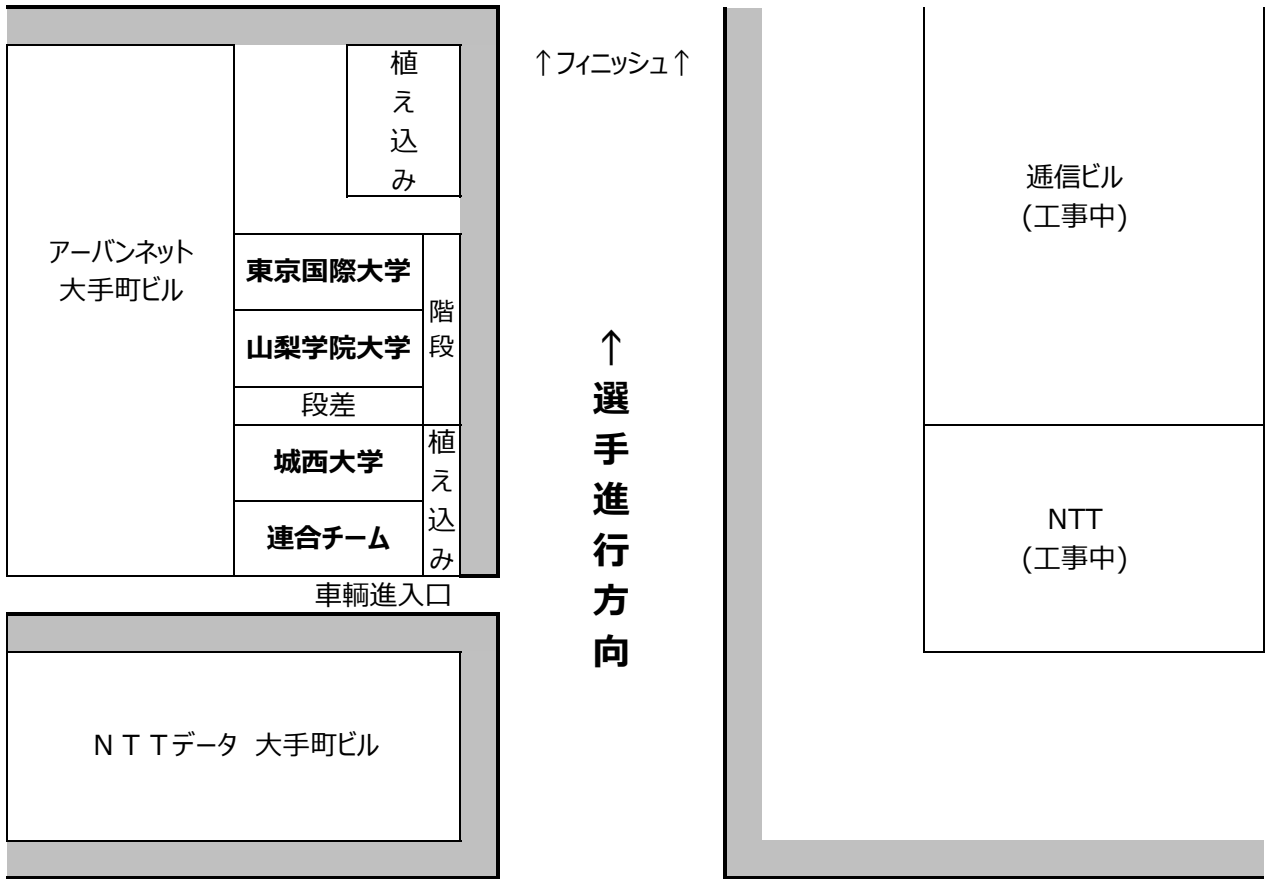 植え込み
↑フィニッシュ↑
逓信ビル
(工事中)
アーバンネット
大手町ビル
東京国際大学
階段
山梨学院大学
↑選手進行方向
段差
城西大学
植え込み
連合チーム
NTT
(工事中)
車輌進入口
ＮＴＴデータ 大手町ビル